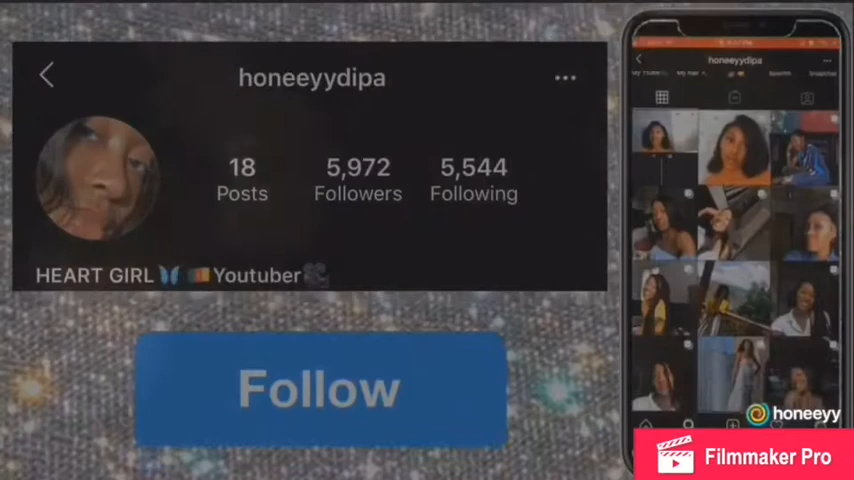 honeeyydipa
18 5,972 5,544
Posts Followers Following
HEART GIRL🦋🇨🇲Youtuber🎥
Follow
honeeyydipa
honeeyy
Filmmaker Pro